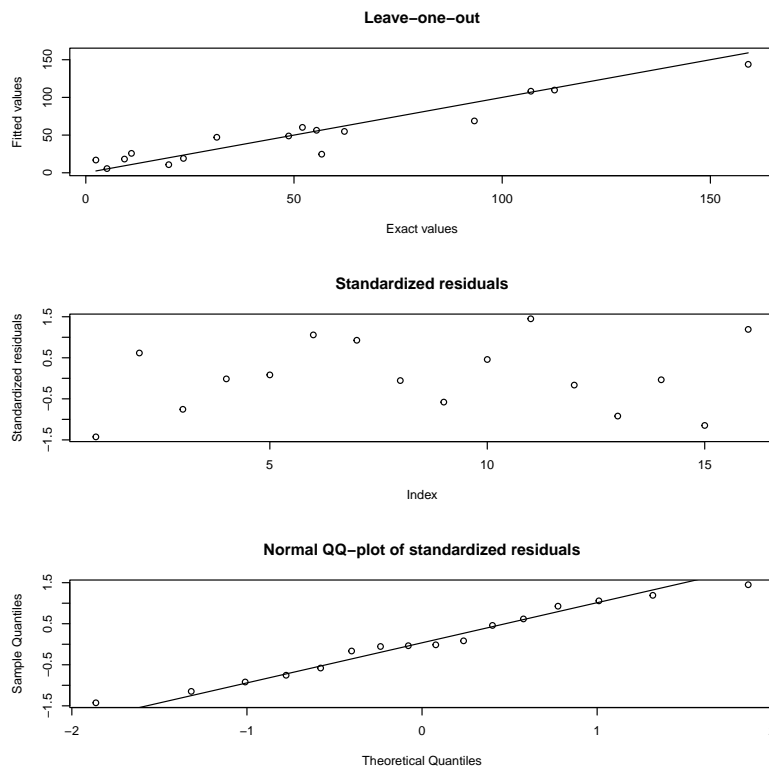 Leave−one−out
Fitted values
0
50
100
150
0
50
100
150
Exact values
Standardized residuals
Standardized residuals
−1.5
−0.5
0.5
1.5
5
10
15
Index
Normal QQ−plot of standardized residuals
Sample Quantiles
−1.5
−0.5
0.5
1.5
−2
−1
0
1
Theoretical Quantiles